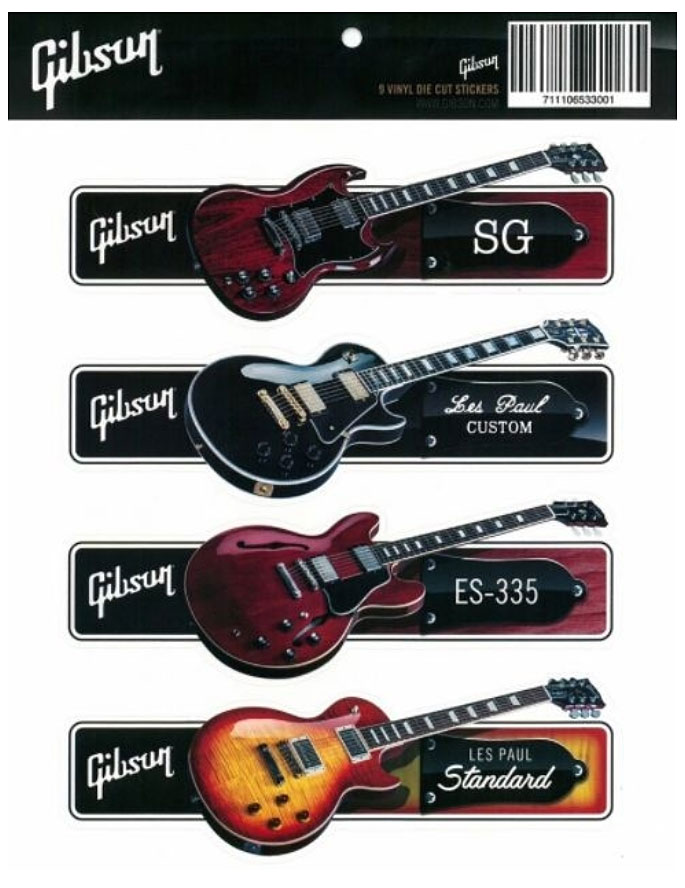 Gibson
Gibson
9 VINYL DIE CUT STICKERS
WWW.GIBSON.COM
711106533001
Gibson
SG
Gibson
Les Paul
CUSTOM
Gibson
ES-335
Gibson
LES PAUL
Standard